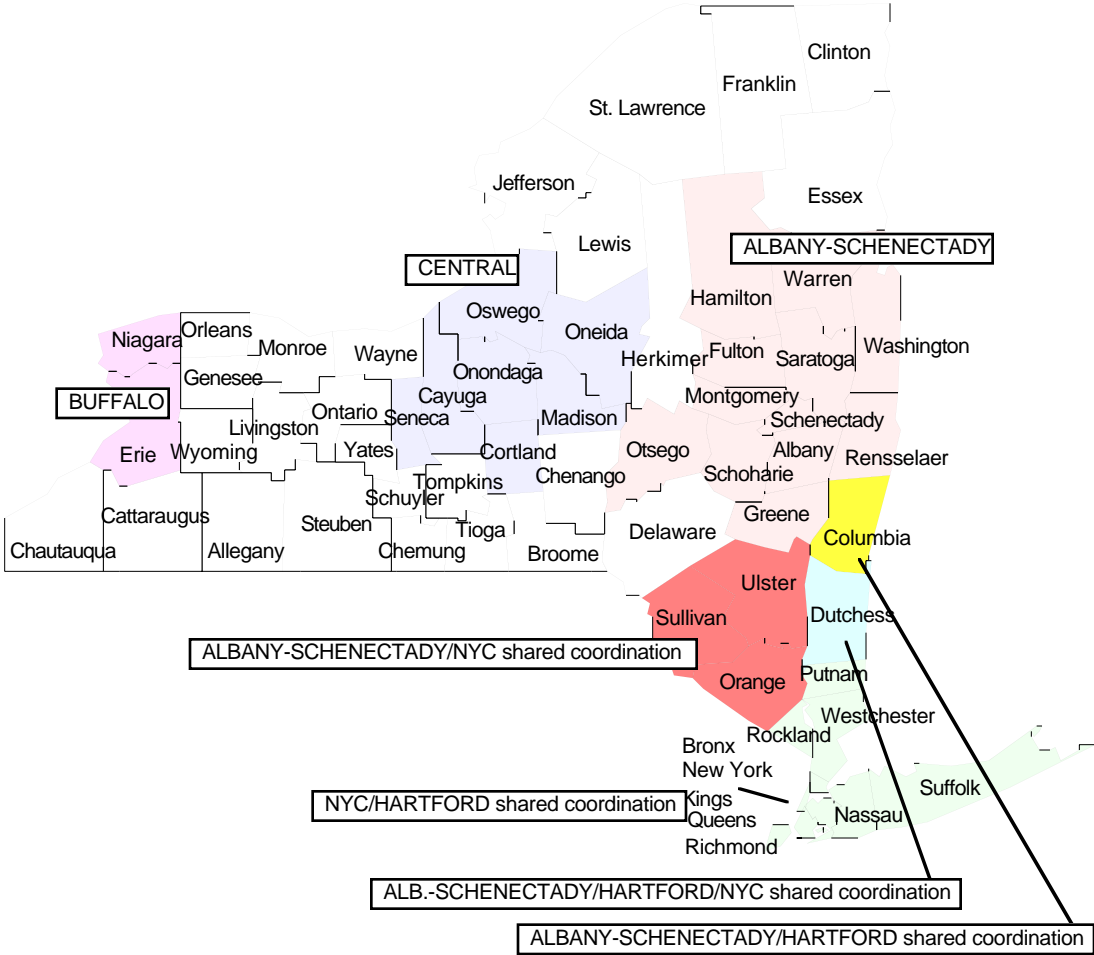 Clinton
Franklin
St. Lawrence
Jefferson
Essex
Lewis
ALBANY-SCHENECTADY
CENTRAL
Warren
Hamilton
Oswego
Orleans
Niagara
Oneida
Monroe
Wayne
Herkimer
Fulton
Saratoga
Washington
Onondaga
Genesee
BUFFALO
Cayuga
Montgomery
Ontario
Seneca
Madison
Schenectady
Livingston
Erie
Wyoming
Yates
Cortland
Otsego
Albany
Rensselaer
Chenango
Schoharie
Tompkins
Schuyler
Cattaraugus
Greene
Steuben
Tioga
Delaware
Columbia
Chautauqua
Allegany
Chemung
Broome
Ulster
Sullivan
Dutchess
ALBANY-SCHENECTADY/NYC shared coordination
Putnam
Orange
Westchester
Rockland
Bronx
New York
Suffolk
NYC/HARTFORD shared coordination
Kings
Queens
Nassau
Richmond
ALB.-SCHENECTADY/HARTFORD/NYC shared coordination
ALBANY-SCHENECTADY/HARTFORD shared coordination